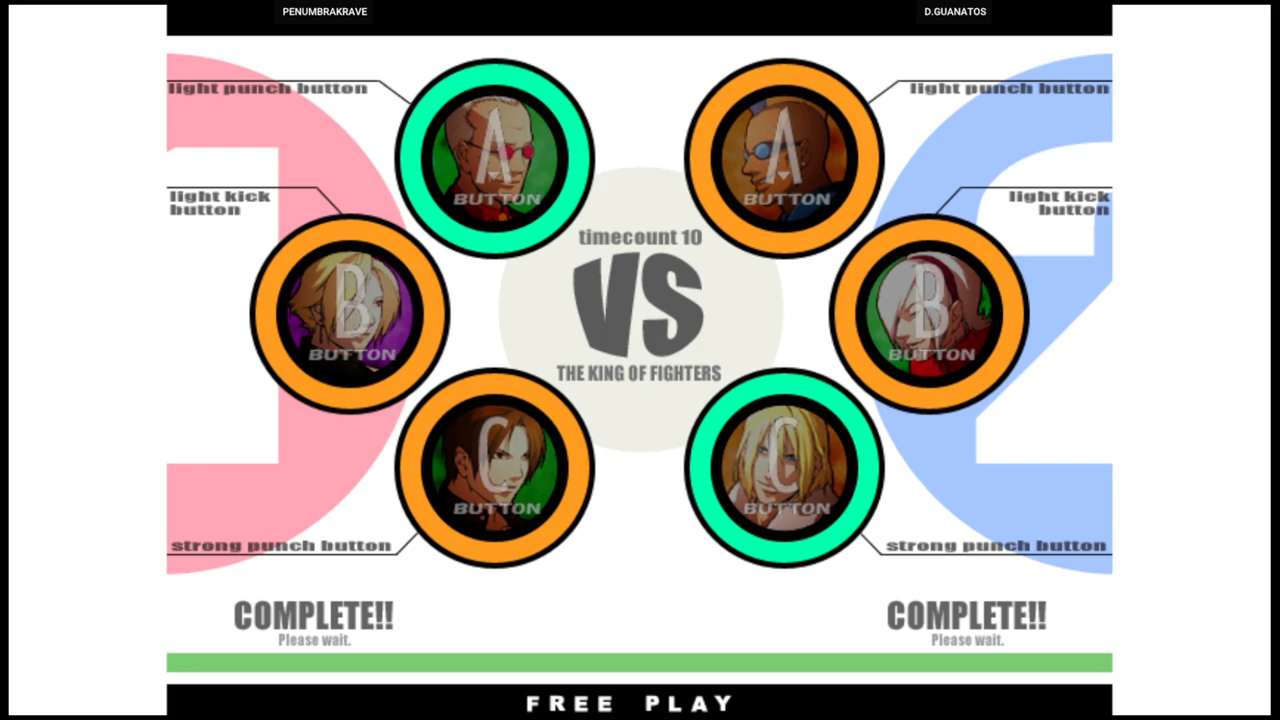 PENUMBRAKRAVE
D.GUANATOS
light punch button
light punch button
A
BUTTON
A
BUTTON
light kick
button
light kick
button
timecount 10
B
BUTTON
VS
B
BUTTON
THE KING OF FIGHTERS
C
BUTTON
C
BUTTON
strong punch button
strong punch button
COMPLETE!!
Please wait.
COMPLETE!!
Please wait.
FREE PLAY
1
2